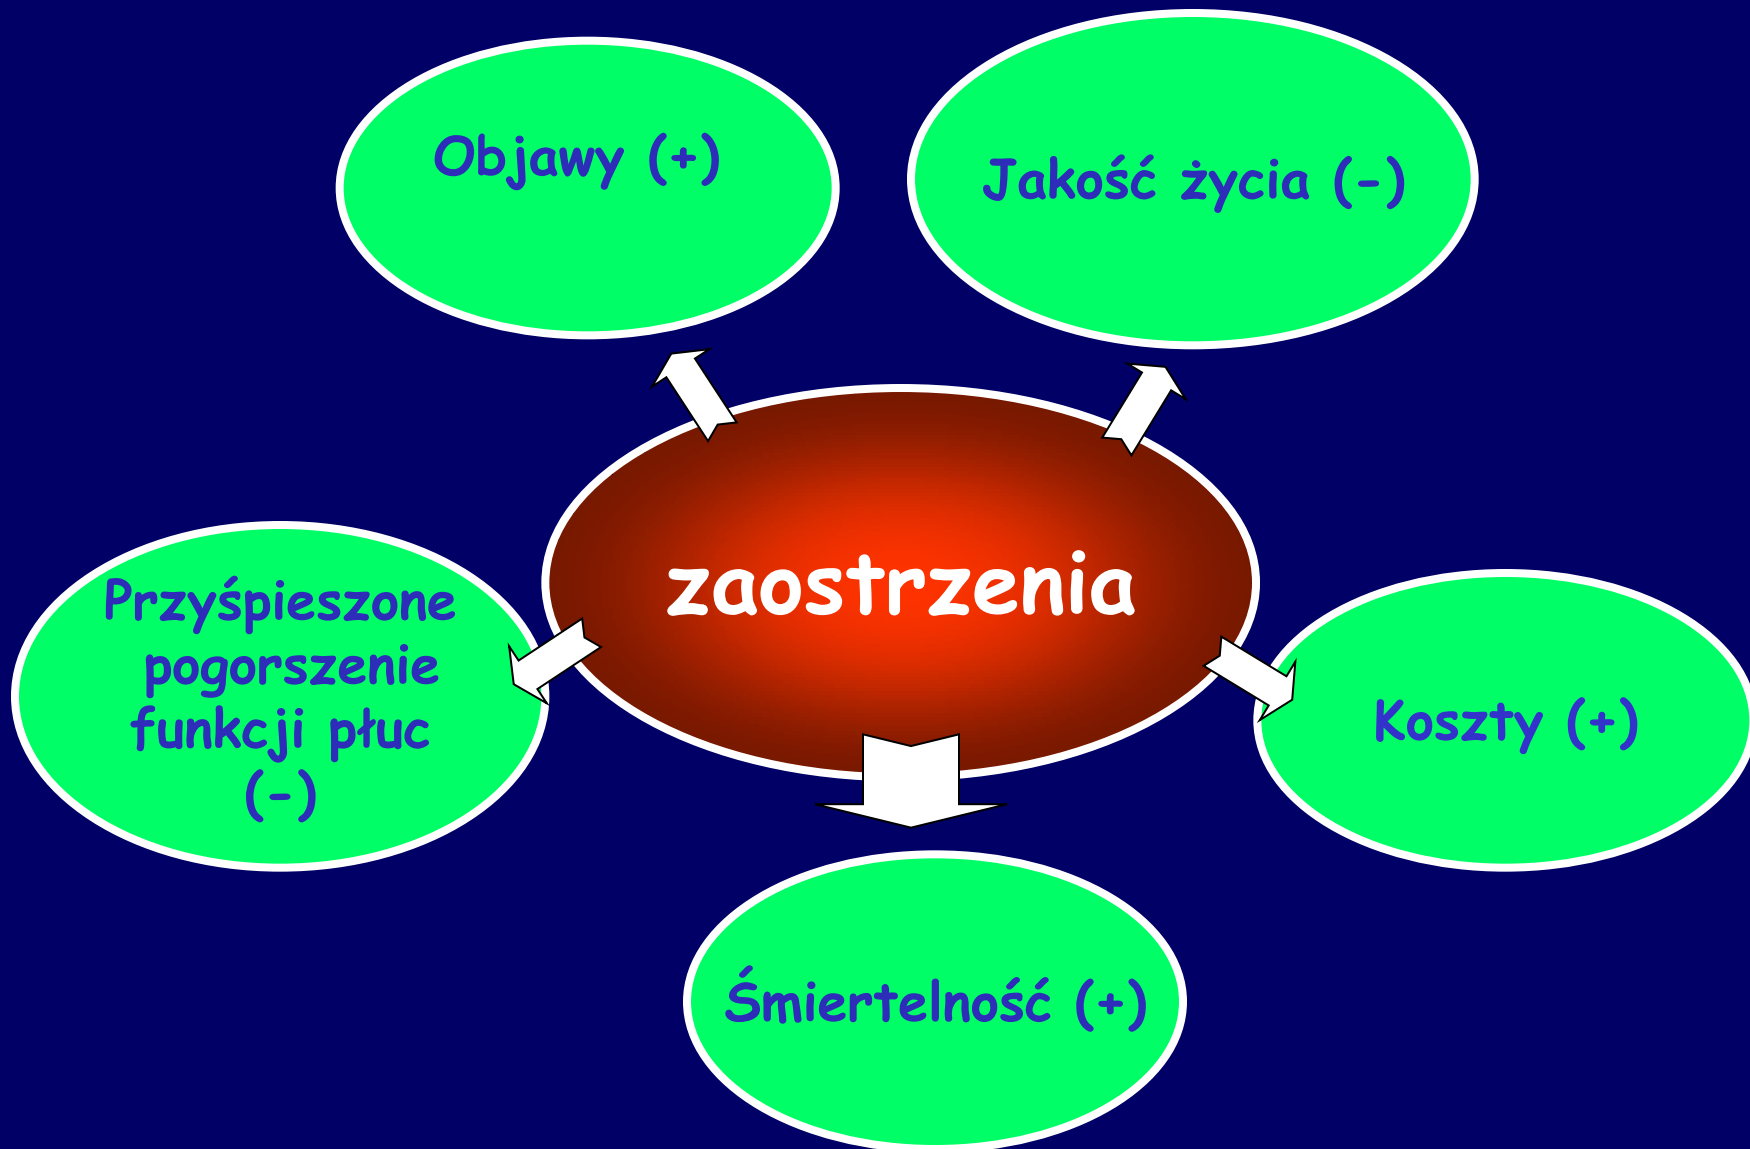 Objawy (+)
Jakość życia (-)
zaostrzenia
Przyśpieszone
pogorszenie
funkcji płuc
(-)
Koszty (+)
Śmiertelność (+)